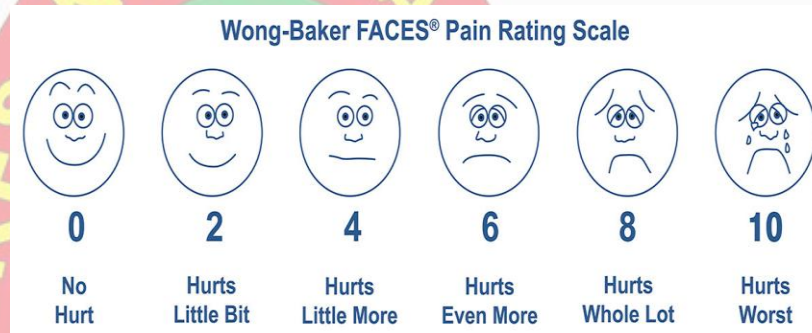 Wong-Baker FACES® Pain Rating Scale
0 2 4 6 8 10
No Hurts Hurts Hurts Hurts Hurts
Hurt Little Bit Little More Even More Whole Lot Worst